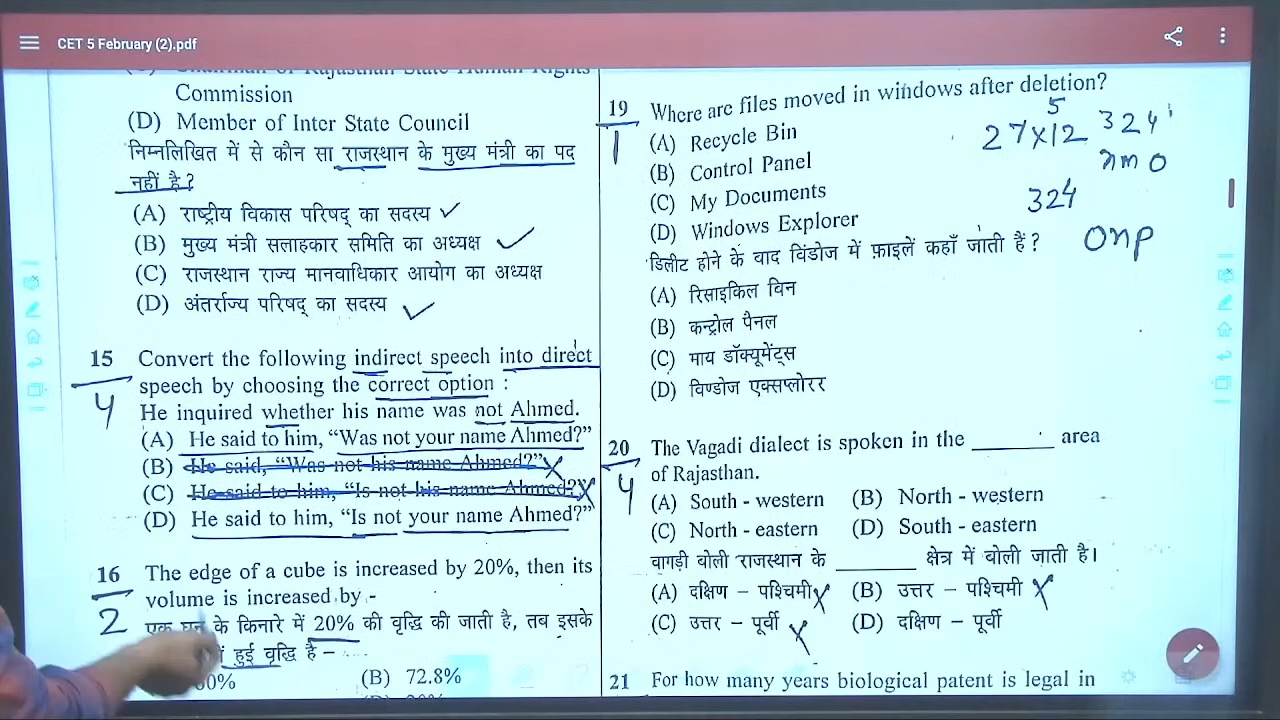 CET 5 February (2).pdf
Commission
(D) Member of Inter State Council
निम्नलिखित में से कौन सा राजस्थान के मुख्य मंत्री का पद
नहीं है?
(A) राष्ट्रीय विकास परिषद् का सदस्य
(B) मुख्य मंत्री सलाहकार समिति का अध्यक्ष
(C) राजस्थान राज्य मानवाधिकार आयोग का अध्यक्ष
(D) अंतर्राज्य परिषद् का सदस्य
15 Convert the following indirect speech into direct
4 speech by choosing the correct option :
He inquired whether his name was not Ahmed.
(A) He said to him, “Was not your name Ahmed?”
(B) He said, “Was not his name Ahmed?”
(C) He said to him, “Is not his name Ahmed?
(D) He said to him, “Is not your name Ahmed?”
16 The edge of a cube is increased by 20%, then its
2 volume is increased by -
एक घन के किनारे में 20% की वृद्धि की जाती है, तब इसके
हुई वृद्धि है –
(B) 72.8%
19 Where are files moved in windows after deletion?
1
(A) Recycle Bin
(B) Control Panel
(C) My Documents
(D) Windows Explorer
डिलीट होने के बाद विंडोज में फ़ाइलें कहाँ जाती हैं?
(A) रिसाइकिल विन
(B) कन्ट्रोल पैनल
(C) माय डॉक्यूमेंट्स
(D) विण्डोज एक्सप्लोरर
5
27x12 324
nmo
324
onp
20 The Vagadi dialect is spoken in the ________ area
4 of Rajasthan.
(A) South - western (B) North - western
(C) North - eastern (D) South - eastern
वागड़ी बोली राजस्थान के ________ क्षेत्र में बोली जाती है।
(A) दक्षिण – पश्चिमी (B) उत्तर – पश्चिमी
(C) उत्तर – पूर्वी (D) दक्षिण – पूर्वी
21 For how many years biological patent is legal in